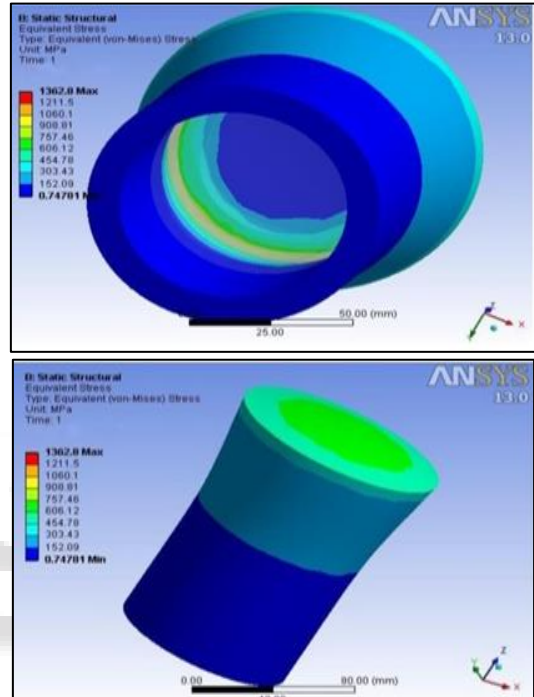 B: Static Structural
Equivalent Stress
Type: Equivalent (von-Mises) Stress
Unit: MPa
Time: 1
ANSYS
13.0
1362.8 Max
1211.5
1060.1
908.81
757.46
606.12
454.78
303.43
152.09
0.74781
50.00 (mm)
25.00
X
Y
B: Static Structural
Equivalent Stress
Type: Equivalent (von-Mises) Stress
Unit: MPa
Time: 1
ANSYS
13.0
1362.8 Max
1211.5
1060.1
908.81
757.46
606.12
454.78
303.43
152.09
0.74781 Min
0.00
80.00 (mm)
Z
Y
X